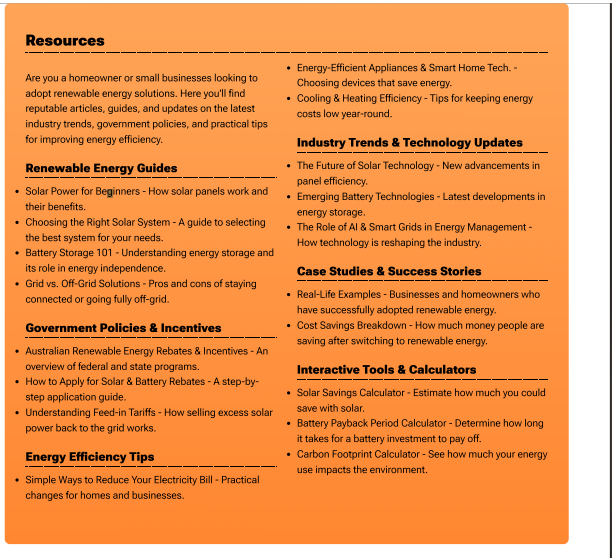 Resources
Are you a homeowner or small businesses looking to
adopt renewable energy solutions. Here you'll find
reputable articles, guides, and updates on the latest
industry trends, government policies, and practical tips
for improving energy efficiency.
Renewable Energy Guides
• Solar Power for Beginners - How solar panels work and
their benefits.
• Choosing the Right Solar System - A guide to selecting
the best system for your needs.
• Battery Storage 101 - Understanding energy storage and
its role in energy independence.
• Grid vs. Off-Grid Solutions - Pros and cons of staying
connected or going fully off-grid.
Government Policies & Incentives
• Australian Renewable Energy Rebates & Incentives - An
overview of federal and state programs.
• How to Apply for Solar & Battery Rebates - A step-by-
step application guide.
• Understanding Feed-in Tariffs - How selling excess solar
power back to the grid works.
Energy Efficiency Tips
• Simple Ways to Reduce Your Electricity Bill - Practical
changes for homes and businesses.
• Energy-Efficient Appliances & Smart Home Tech. -
Choosing devices that save energy.
• Cooling & Heating Efficiency - Tips for keeping energy
costs low year-round.
Industry Trends & Technology Updates
• The Future of Solar Technology - New advancements in
panel efficiency.
• Emerging Battery Technologies - Latest developments in
energy storage.
• The Role of AI & Smart Grids in Energy Management -
How technology is reshaping the industry.
Case Studies & Success Stories
• Real-Life Examples - Businesses and homeowners who
have successfully adopted renewable energy.
• Cost Savings Breakdown - How much money people are
saving after switching to renewable energy.
Interactive Tools & Calculators
• Solar Savings Calculator - Estimate how much you could
save with solar.
• Battery Payback Period Calculator - Determine how long
it takes for a battery investment to pay off.
• Carbon Footprint Calculator - See how much your energy
use impacts the environment.